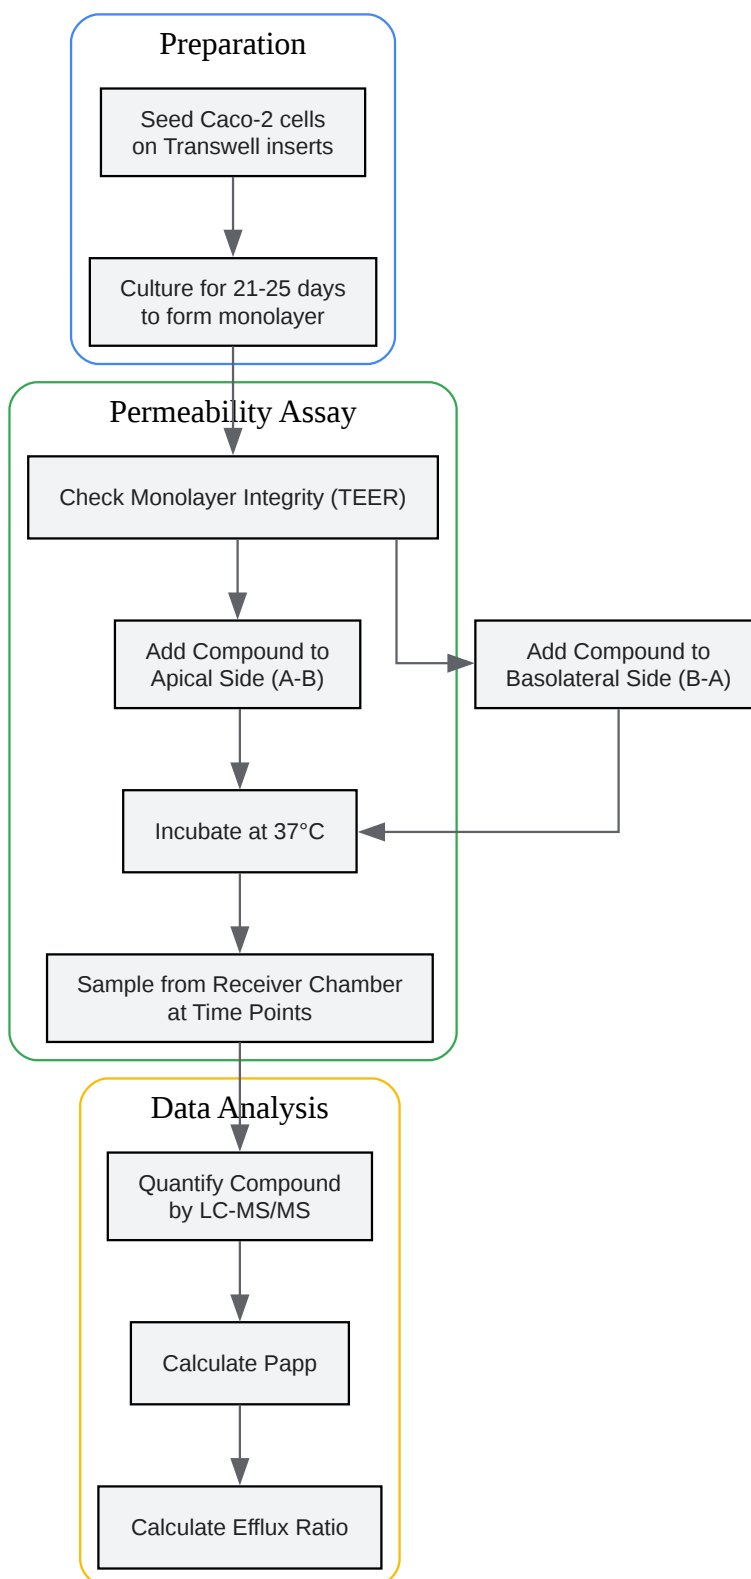 Preparation
Seed Caco-2 cells
on Transwell inserts
Culture for 21-25 days
to form monolayer
Permeability Assay
Check Monolayer Integrity (TEER)
Add Compound to
Apical Side (A-B)
Add Compound to
Basolateral Side (B-A)
Incubate at 37°C
Sample from Receiver Chamber
at Time Points
Data Analysis
Quantify Compound
by LC-MS/MS
Calculate Papp
Calculate Efflux Ratio